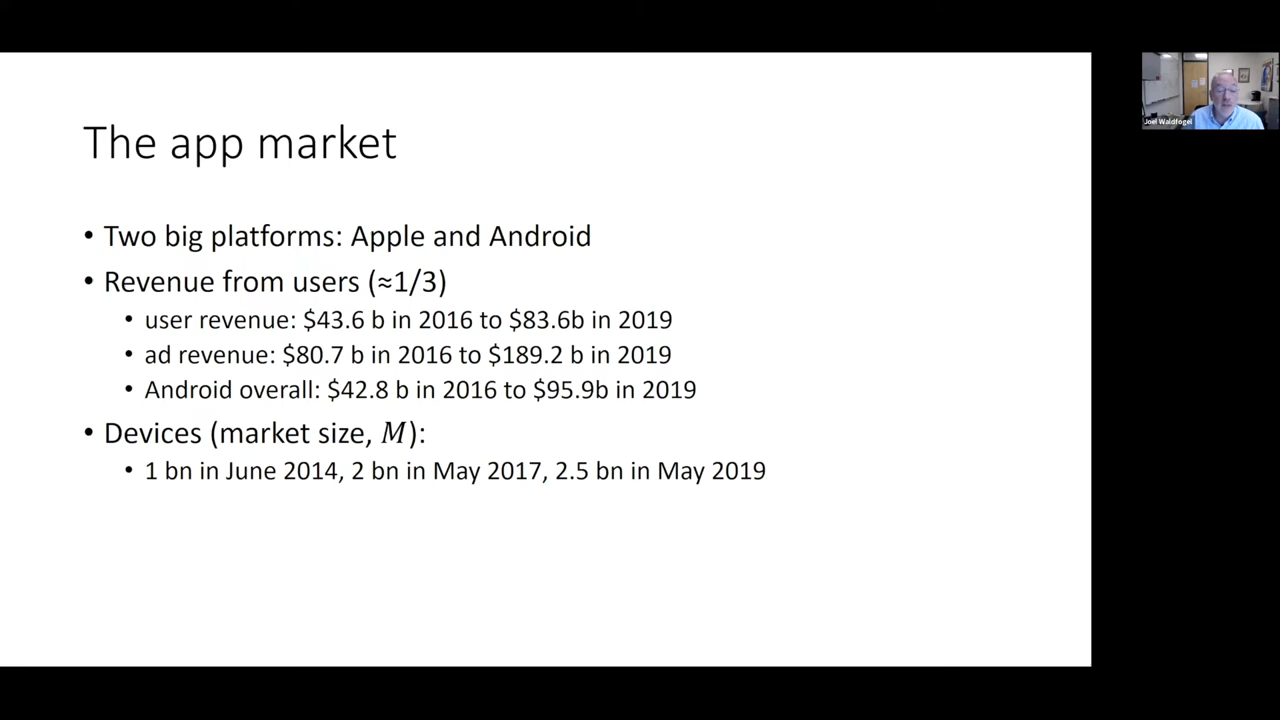 The app market
• Two big platforms: Apple and Android
• Revenue from users (≈1/3)
• user revenue: $43.6 b in 2016 to $83.6b in 2019
• ad revenue: $80.7 b in 2016 to $189.2 b in 2019
• Android overall: $42.8 b in 2016 to $95.9b in 2019
• Devices (market size, M):
• 1 bn in June 2014, 2 bn in May 2017, 2.5 bn in May 2019
Joel Waldfogel